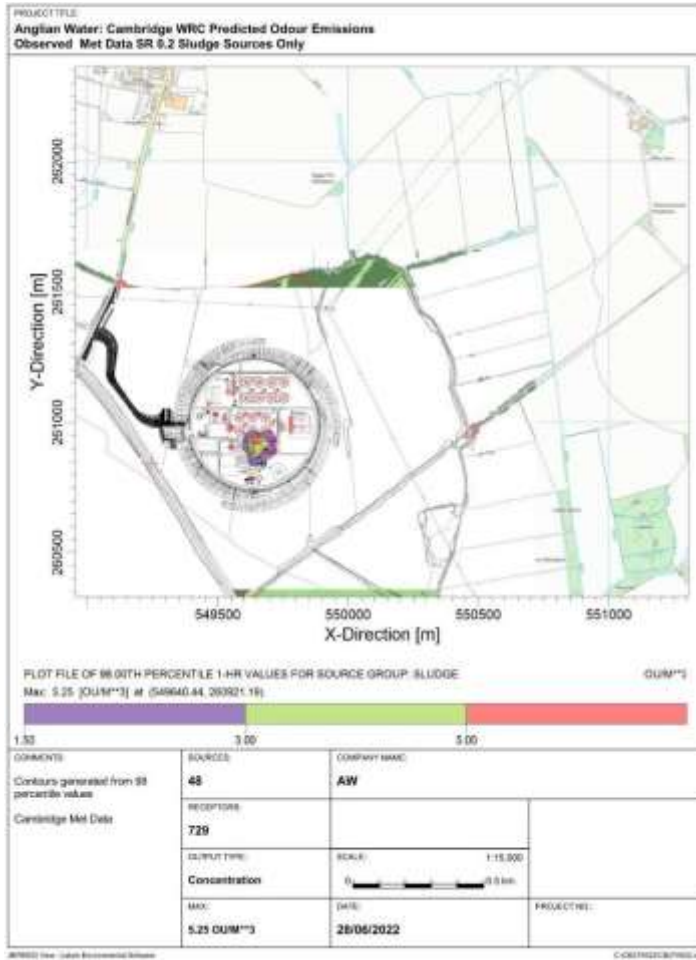 PROJECT TITLE:
Anglian Water: Cambridge WRC Predicted Odour Emissions
Observed Met Data SR 0.2 Sludge Sources Only
Y-Direction [m]
262000
261500
261000
260500
549500 550000 550500 551000
X-Direction [m]
PLOT FILE OF 98.00TH PERCENTILE 1-HR VALUES FOR SOURCE GROUP: SLUDGE
OU/M**3
Max: 5.25 [OU/M**3] at (549640.44, 260921.19)
1.50 3.00 5.00
COMMENTS:
Contours generated from 98
percentile values
Cambridge Met Data
SOURCES:
48
COMPANY NAME:
AW
RECEPTORS:
729
OUTPUT TYPE:
Concentration
SCALE: 1:15,000
0 0.5 km
MAX:
5.25 OU/M**3
DATE:
28/06/2022
PROJECT NO.:
AERMOD View - Lakes Environmental Software